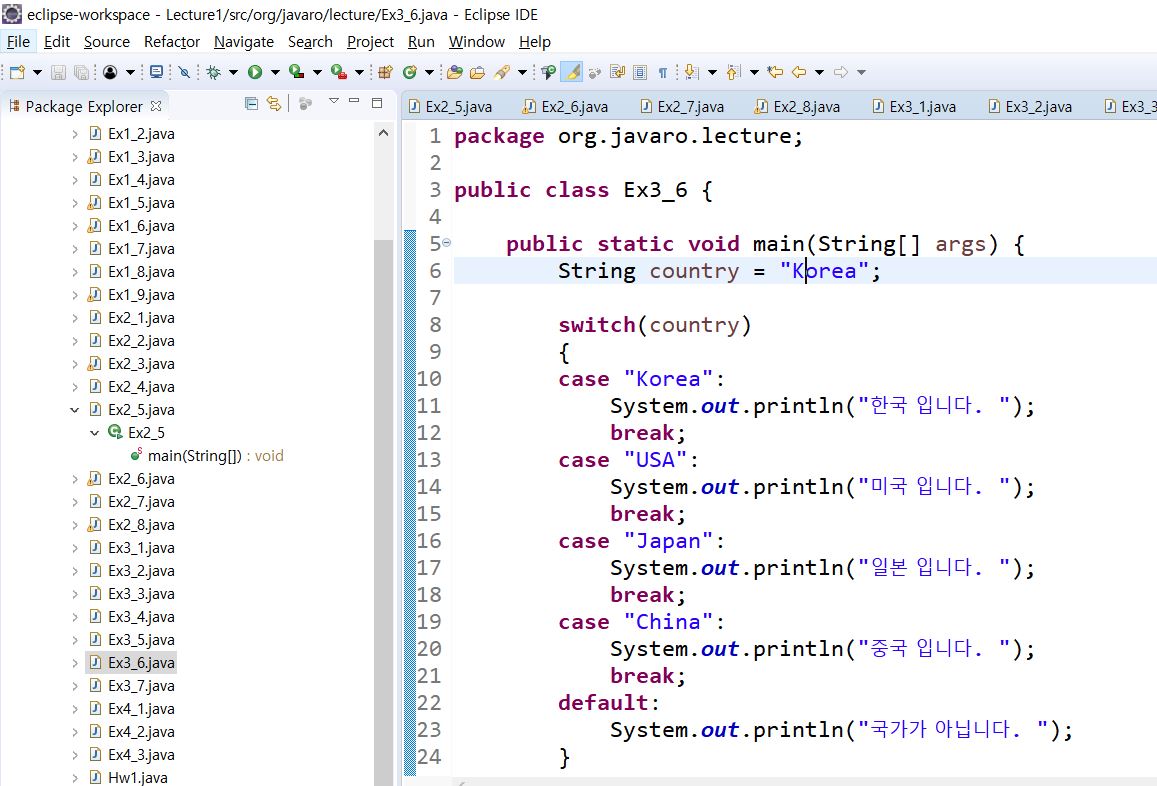 eclipse-workspace - Lecture1/src/org/javaro/lecture/Ex3_6.java - Eclipse IDE
File Edit Source Refactor Navigate Search Project Run Window Help
Package Explorer
Ex1_2.java
Ex1_3.java
Ex1_4.java
Ex1_5.java
Ex1_6.java
Ex1_7.java
Ex1_8.java
Ex1_9.java
Ex2_1.java
Ex2_2.java
Ex2_3.java
Ex2_4.java
Ex2_5.java
Ex2_5
main(String[]) : void
Ex2_6.java
Ex2_7.java
Ex2_8.java
Ex3_1.java
Ex3_2.java
Ex3_3.java
Ex3_4.java
Ex3_5.java
Ex3_6.java
Ex3_7.java
Ex4_1.java
Ex4_2.java
Ex4_3.java
Hw1.java
Ex2_5.java Ex2_6.java Ex2_7.java Ex2_8.java Ex3_1.java Ex3_2.java Ex3_3
1 package org.javaro.lecture;
2
3 public class Ex3_6 {
4
5 public static void main(String[] args) {
6 String country = "Korea";
7
8 switch(country)
9 {
10 case "Korea":
11 System.out.println("한국 입니다. ");
12 break;
13 case "USA":
14 System.out.println("미국 입니다. ");
15 break;
16 case "Japan":
17 System.out.println("일본 입니다. ");
18 break;
19 case "China":
20 System.out.println("중국 입니다. ");
21 break;
22 default:
23 System.out.println("국가가 아닙니다. ");
24 }